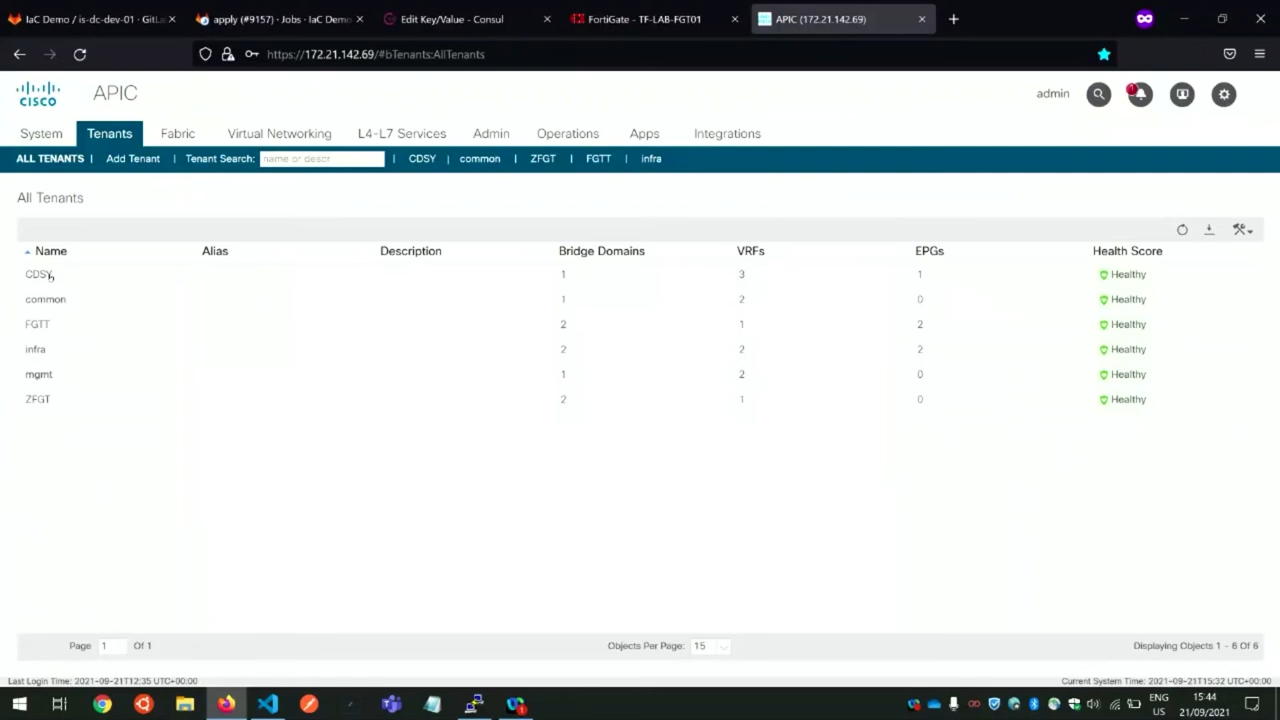 IaC Demo / is-dc-dev-01 · GitLa
apply (#9157) · Jobs · IaC Demo
Edit Key/Value - Consul
FortiGate - TF-LAB-FGT01
APIC (172.21.142.69)
https://172.21.142.69/#bTenants:AllTenants
CISCO APIC admin
System Tenants Fabric Virtual Networking L4-L7 Services Admin Operations Apps Integrations
ALL TENANTS | Add Tenant | Tenant Search: name or descr | CDSY | common | ZFGT | FGTT | infra
All Tenants
Name Alias Description Bridge Domains VRFs EPGs Health Score
CDSY 1 3 1 Healthy
common 1 2 0 Healthy
FGTT 2 1 2 Healthy
infra 2 2 2 Healthy
mgmt 1 2 0 Healthy
ZFGT 2 1 0 Healthy
Page 1 Of 1 Objects Per Page: 15 Displaying Objects 1 - 6 Of 6
Last Login Time: 2021-09-21T12:35 UTC+00:00 Current System Time: 2021-09-21T15:32 UTC+00:00
ENG 15:44
US 21/09/2021